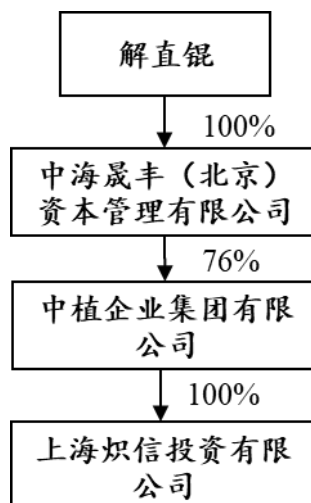 解直锟
100%
中海晟丰（北京）
资本管理有限公司
76%
中植企业集团有限
公司
100%
上海炽信投资有限
公司